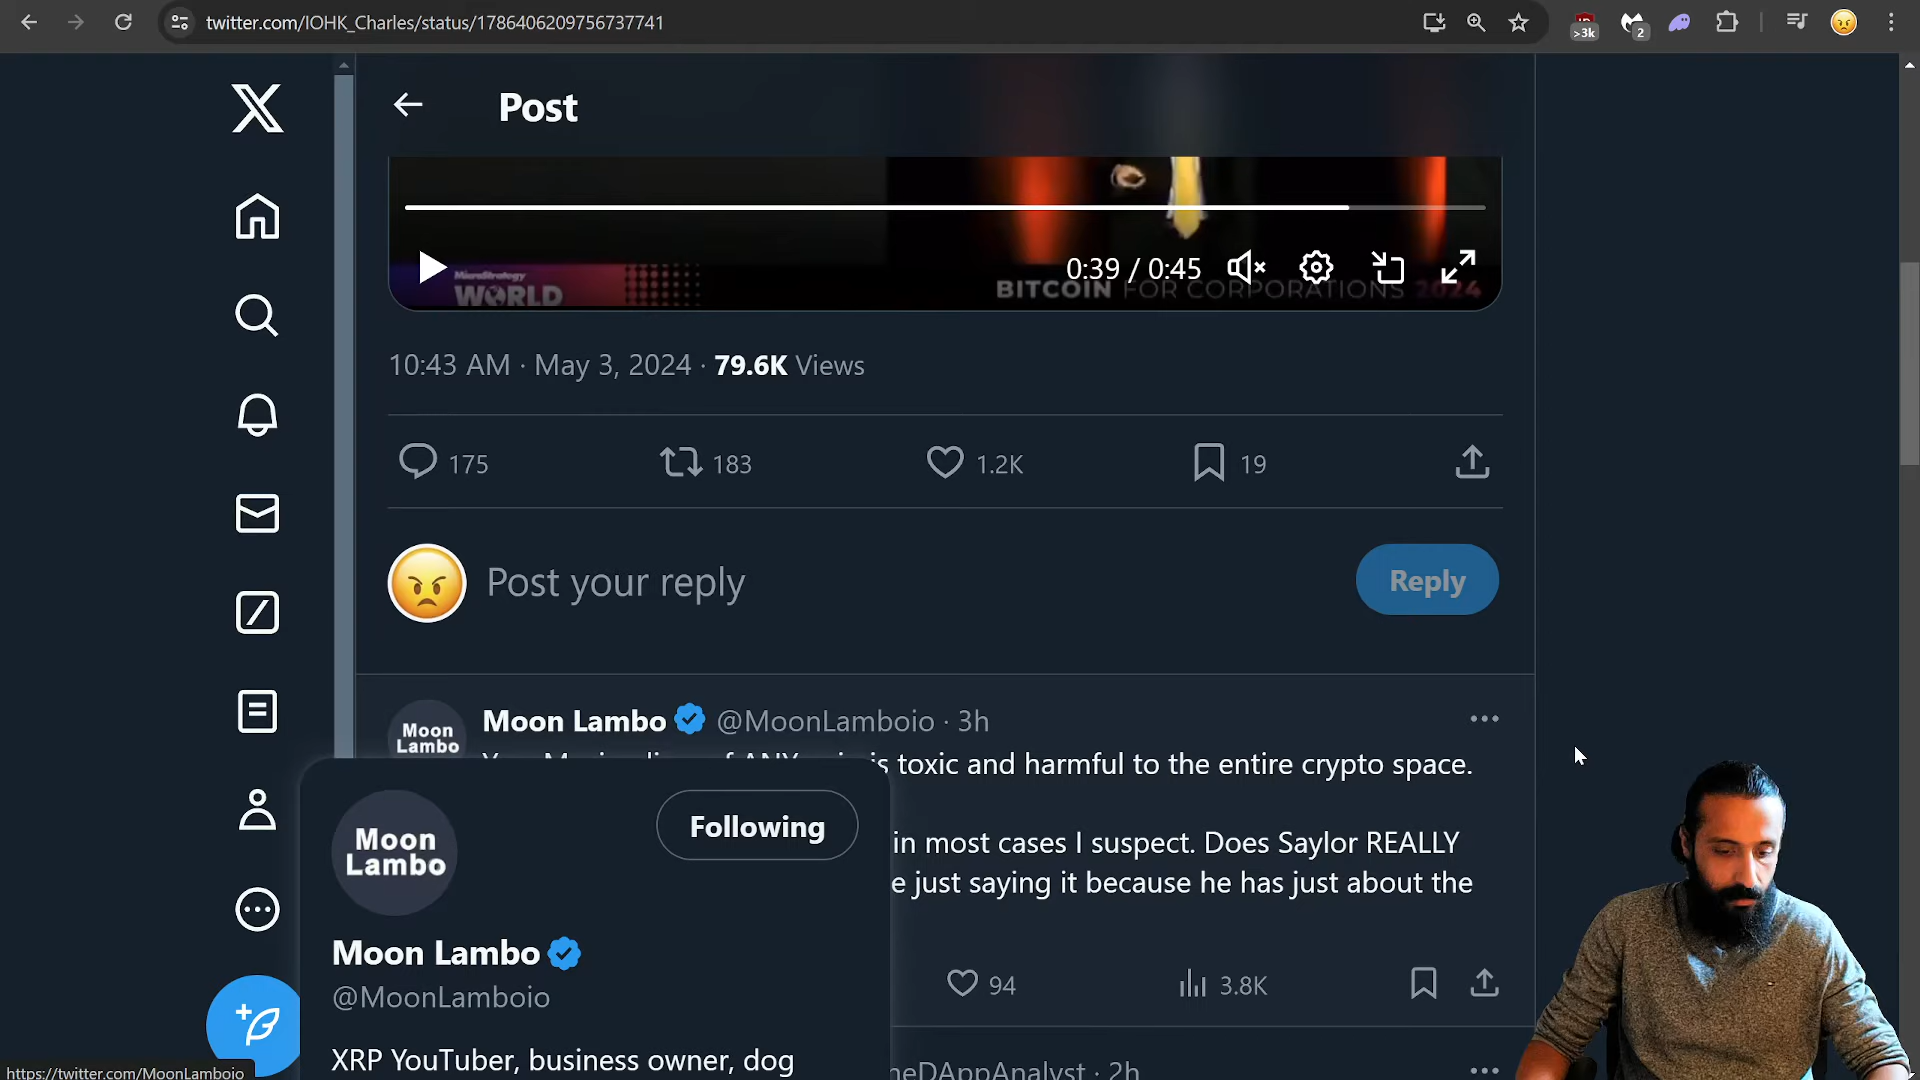 twitter.com/IOHK_Charles/status/1786406209756737741
>3k
2
Post
MicroStrategy
WORLD
0:39 / 0:45
BITCOIN FOR CORPORATIONS 2024
10:43 AM · May 3, 2024 · 79.6K Views
175
183
1.2K
19
Post your reply
Reply
Moon Lambo
Moon Lambo @MoonLamboio · 3h
is toxic and harmful to the entire crypto space.
in most cases I suspect. Does Saylor REALLY
just saying it because he has just about the
94
3.8K
Moon Lambo
Following
Moon Lambo
@MoonLamboio
XRP YouTuber, business owner, dog
neDAppAnalyst · 2h
https://twitter.com/MoonLamboio